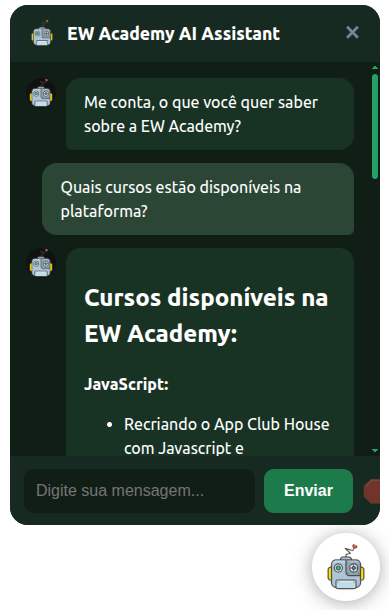 EW Academy AI Assistant ×
Me conta, o que você quer saber
sobre a EW Academy?
Quais cursos estão disponíveis na
plataforma?
Cursos disponíveis na
EW Academy:
JavaScript:
• Recriando o App Club House
com Javascript e
Digite sua mensagem... Enviar